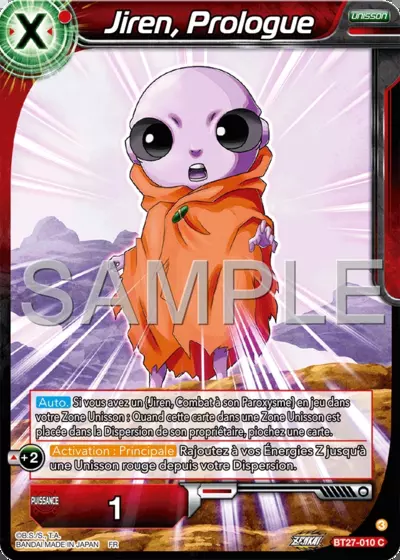 X
Jiren, Prologue
UNISSON
SAMPLE
Auto. Si vous avez un {Jiren, Combat à son Paroxysme} en jeu dans
votre Zone Unisson : Quand cette carte dans une Zone Unisson est
placée dans la Dispersion de son propriétaire, piochez une carte.
+2 Activation : Principale Rajoutez à vos Énergies Z jusqu'à
une Unisson rouge depuis votre Dispersion.
PUISSANCE
1
3
©B.S./S., T.A.
BANDAI MADE IN JAPAN FR
BT27-010 C